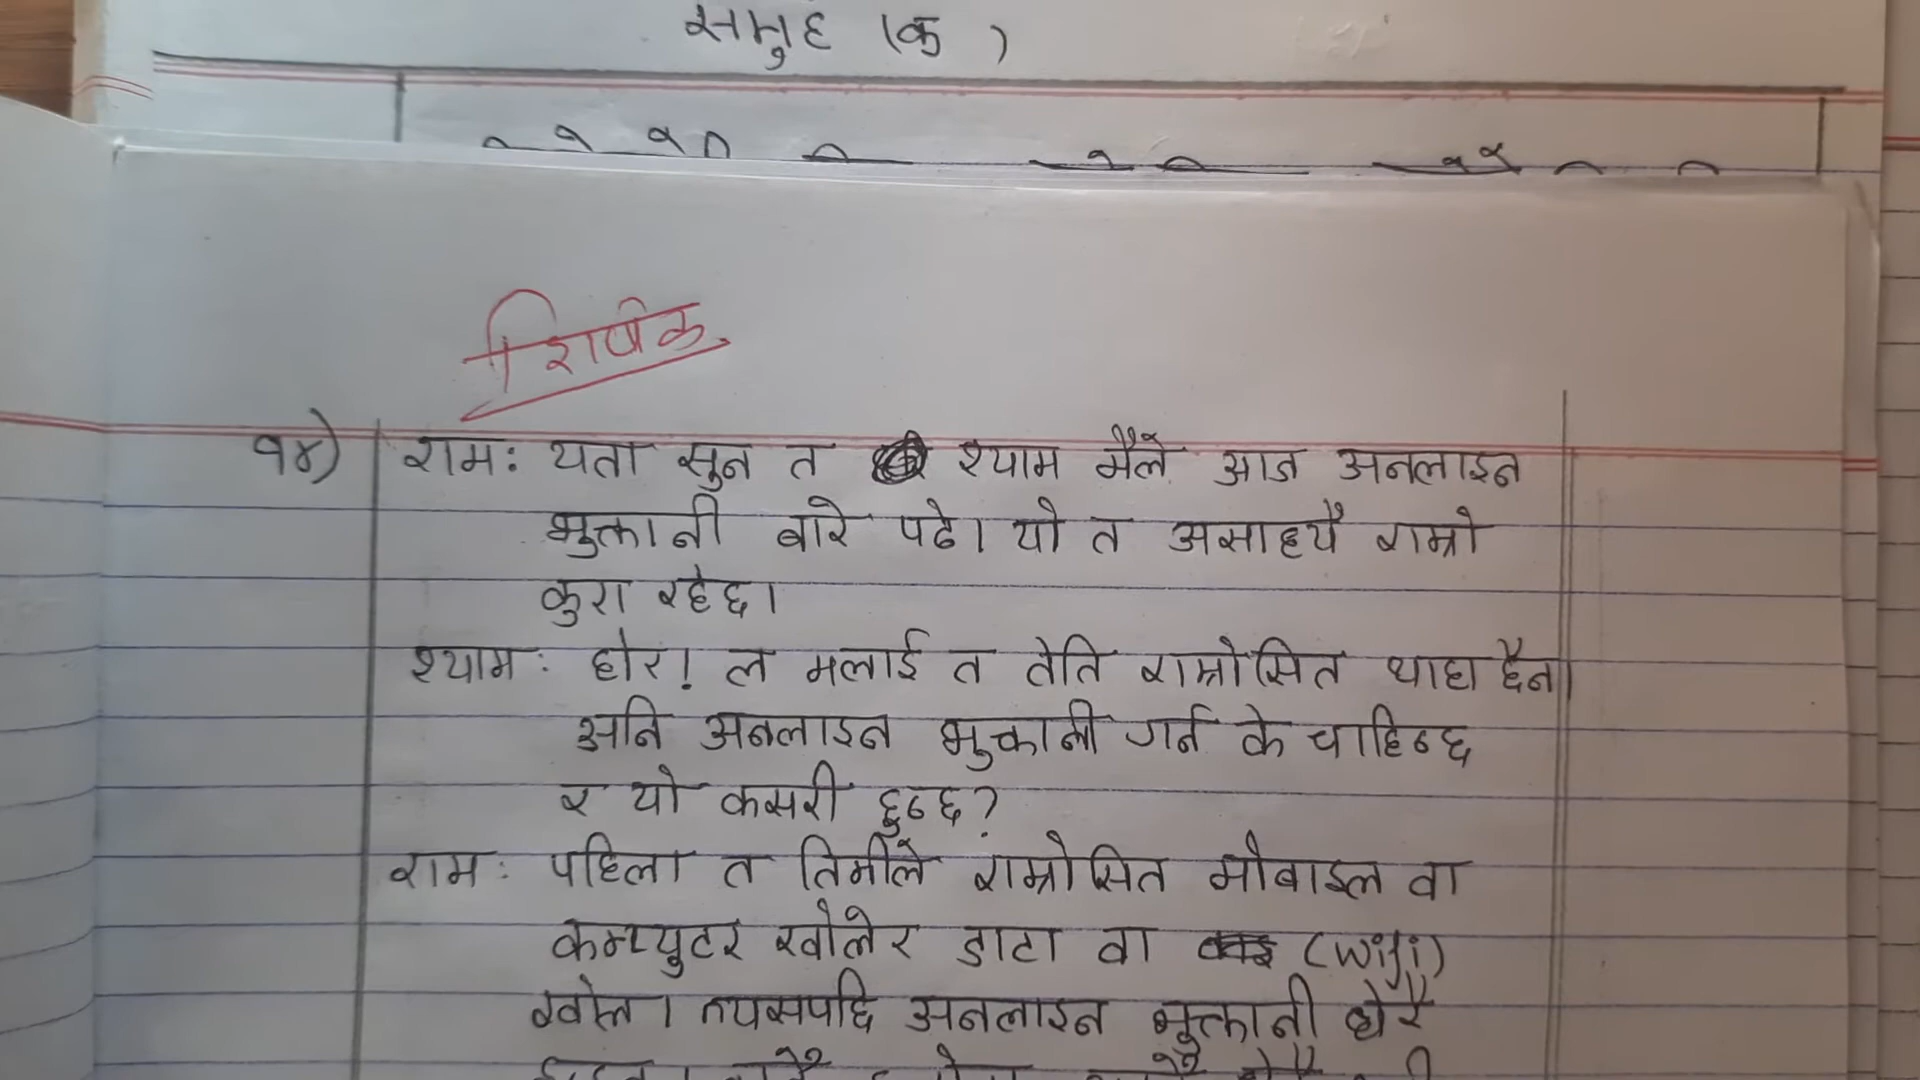 समुह (क)
शिर्षक
१४) राम: यता सुन त श्याम मैले आज अनलाइन
भुक्तानी बारे पढे। यो त असाह्यै राम्रो
कुरा रहेछ।
श्याम: होर! ल मलाई त तेति राम्रोसित थाहा छैन।
अनि अनलाइन भुक्तानी गर्न के चाहिन्छ
र यो कसरी हुन्छ?
राम: पहिला त तिमीले राम्रोसित मोबाइल वा
कम्प्युटर खोलेर डाटा वा (wifi)
खोल। त्यसपछि अनलाइन भुक्तानी धेरै